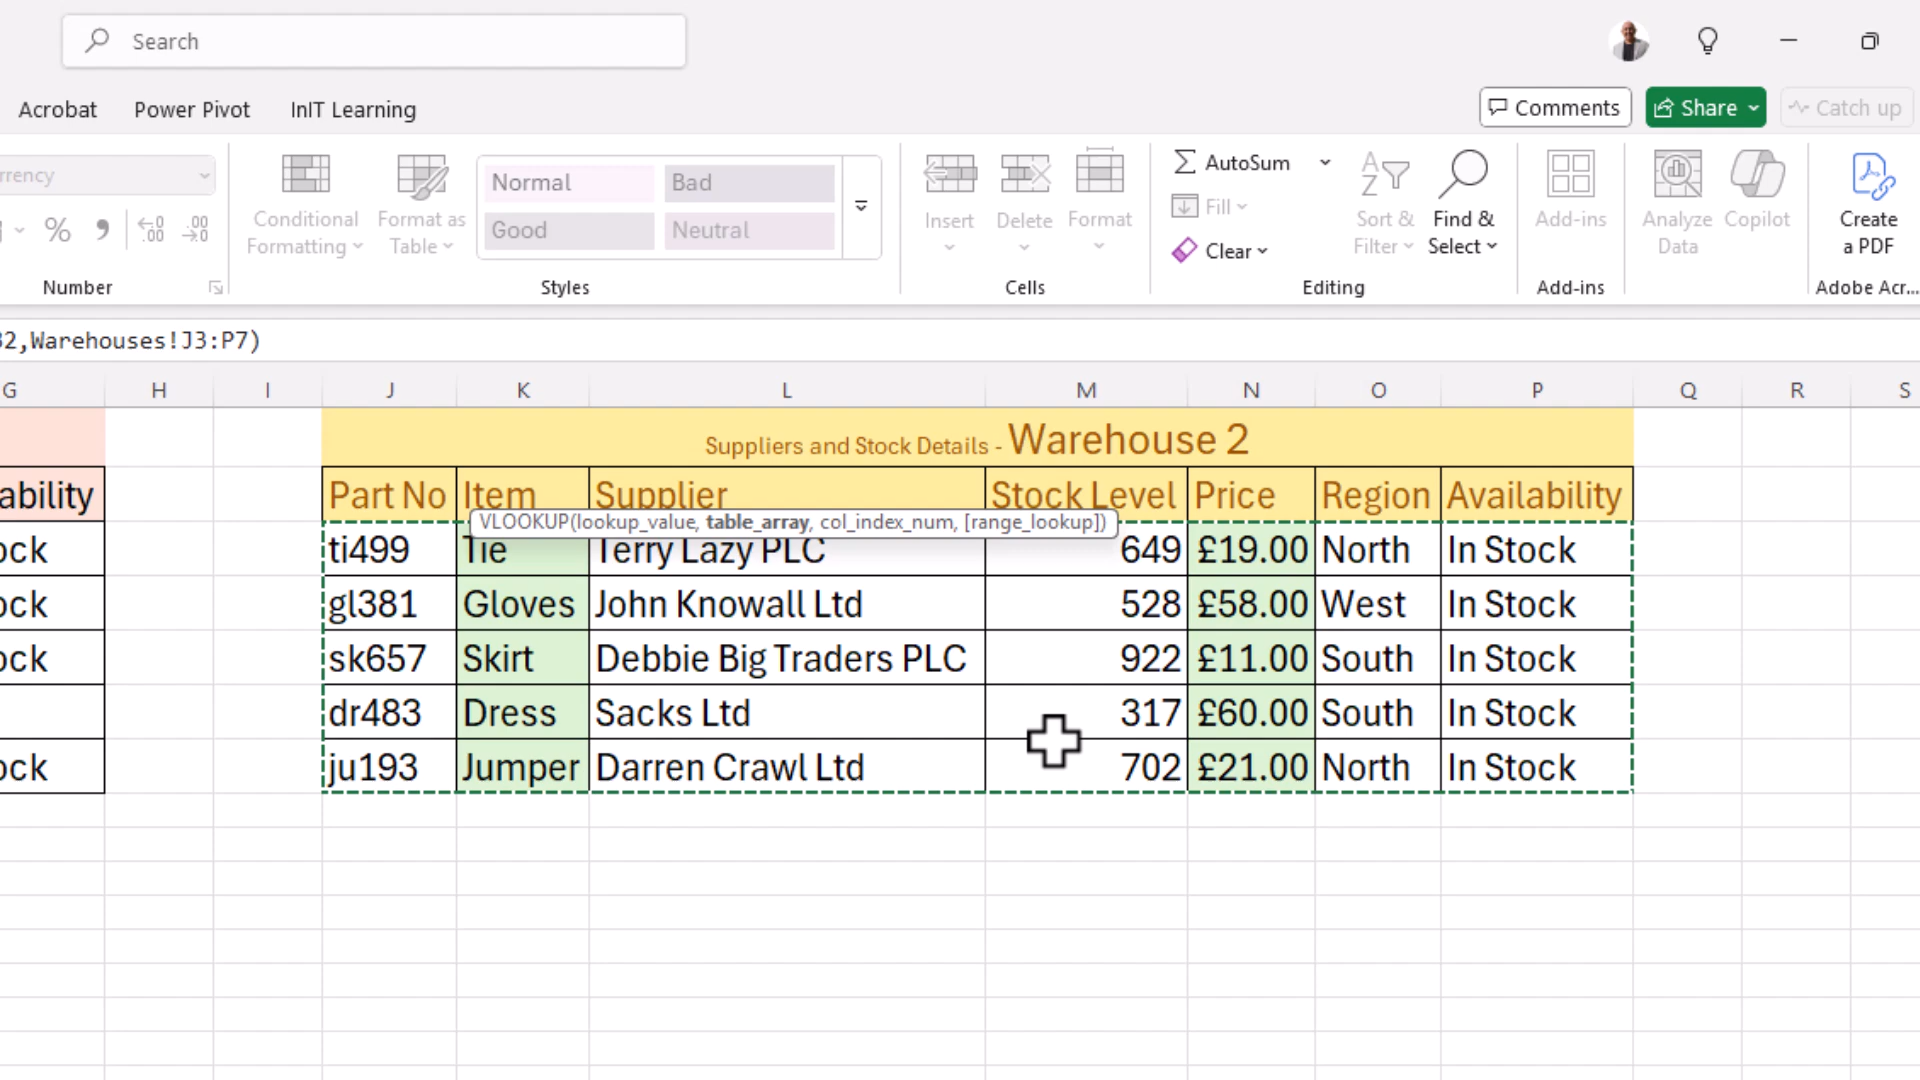 Search
Acrobat Power Pivot InIT Learning
Comments Share Catch up
rrency
Conditional Formatting
Format as Table
Normal Bad
Good Neutral
Insert Delete Format
AutoSum
Fill
Clear
Sort & Filter
Find & Select
Add-ins
Analyze Data
Copilot
Create a PDF
Number Styles Cells Editing Add-ins Adobe Acr...
32,Warehouses!J3:P7)
G H I J K L M N O P Q R S
Suppliers and Stock Details - Warehouse 2
ability Part No Item Supplier Stock Level Price Region Availability
VLOOKUP(lookup_value, table_array, col_index_num, [range_lookup])
ock ti499 Tie Terry Lazy PLC 649 £19.00 North In Stock
ock gl381 Gloves John Knowall Ltd 528 £58.00 West In Stock
ock sk657 Skirt Debbie Big Traders PLC 922 £11.00 South In Stock
dr483 Dress Sacks Ltd 317 £60.00 South In Stock
ock ju193 Jumper Darren Crawl Ltd 702 £21.00 North In Stock